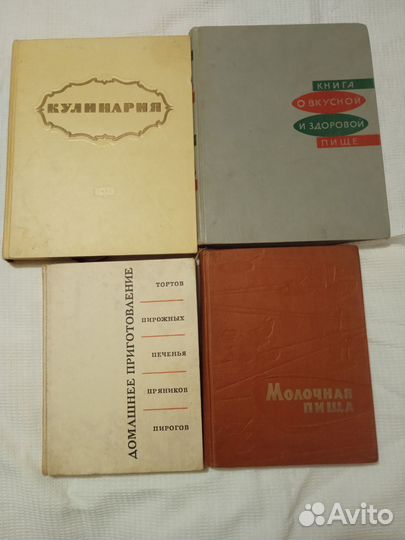 КУЛИНАРИЯ
КНИГА
О ВКУСНОЙ
И ЗДОРОВОЙ
ПИЩЕ
ДОМАШНЕЕ ПРИГОТОВЛЕНИЕ
ТОРТОВ
ПИРОЖНЫХ
ПЕЧЕНЬЯ
ПРЯНИКОВ
ПИРОГОВ
МОЛОЧНАЯ
ПИЩА
Avito